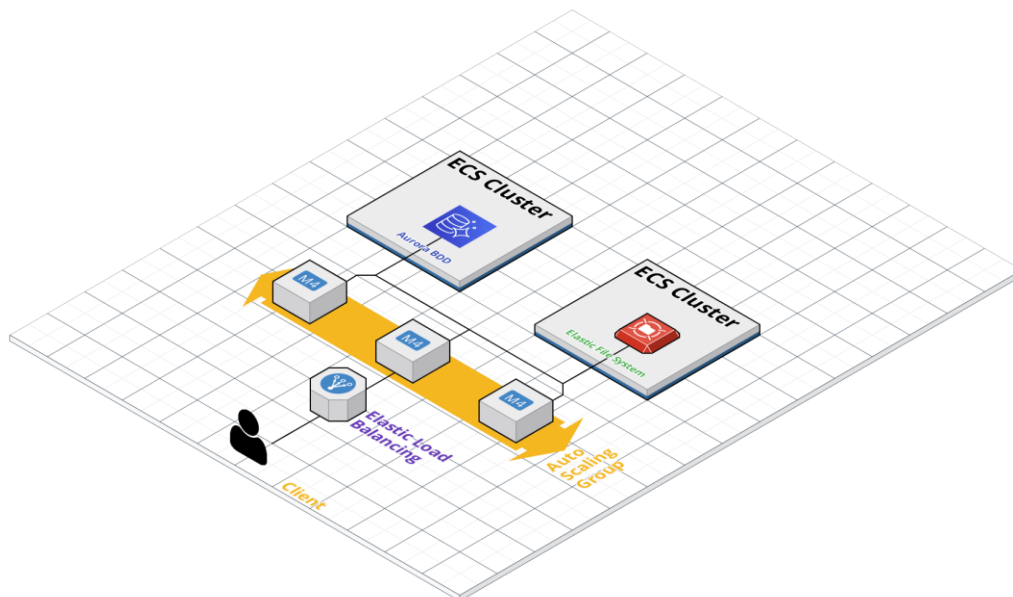 ECS Cluster
Aurora BDD
ECS Cluster
Elastic File System
M4
M4
M4
Elastic Load
Balancing
Auto
Scaling
Group
Client